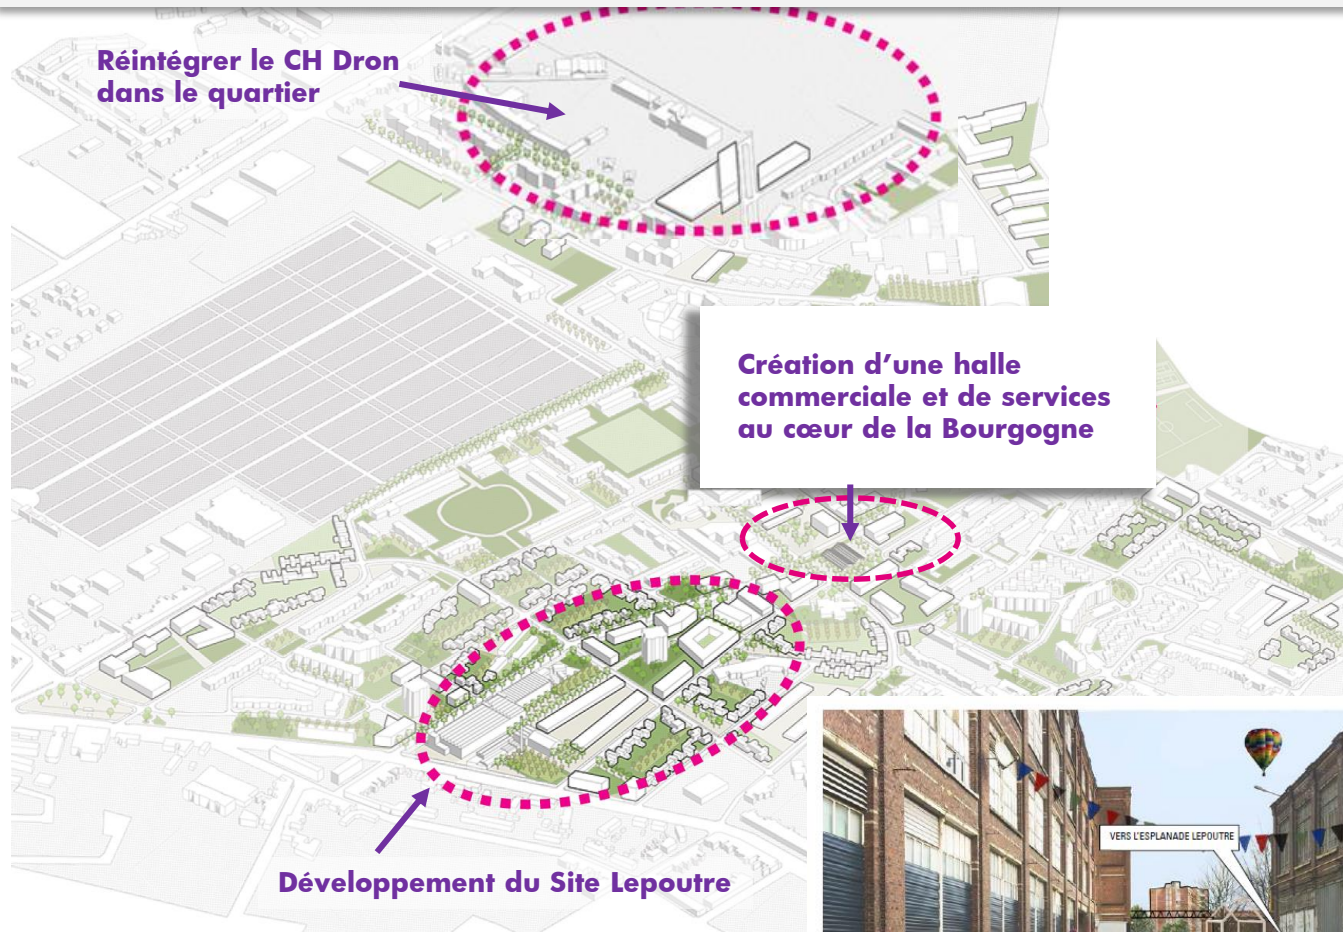 Réintégrer le CH Dron
dans le quartier
Création d’une halle
commerciale et de services
au cœur de la Bourgogne
VERS L'ESPLANADE LEPOUTRE
Développement du Site Lepoutre